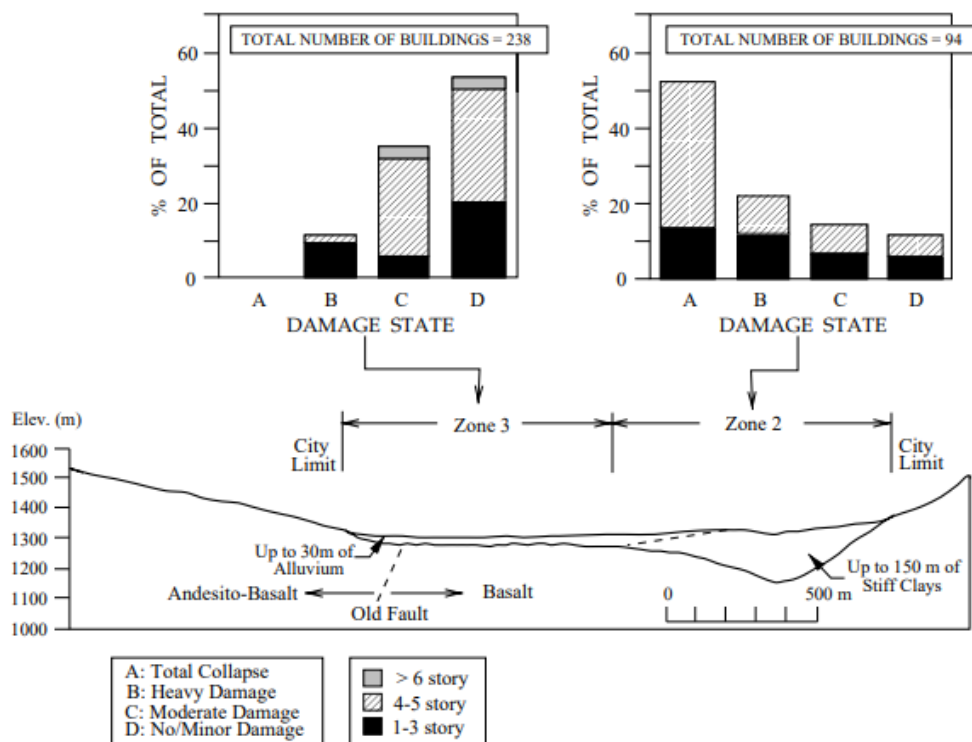 TOTAL NUMBER OF BUILDINGS = 238
% OF TOTAL
60
40
20
0
A B C D
DAMAGE STATE
TOTAL NUMBER OF BUILDINGS = 94
% OF TOTAL
60
40
20
0
A B C D
DAMAGE STATE
Elev. (m)
1600
1500
1400
1300
1200
1100
1000
City
Limit
Zone 3
Zone 2
City
Limit
Up to 30m of
Alluvium
Andesito-Basalt
Old Fault
Basalt
0
500 m
Up to 150 m of
Stiff Clays
A: Total Collapse
B: Heavy Damage
C: Moderate Damage
D: No/Minor Damage
> 6 story
4-5 story
1-3 story